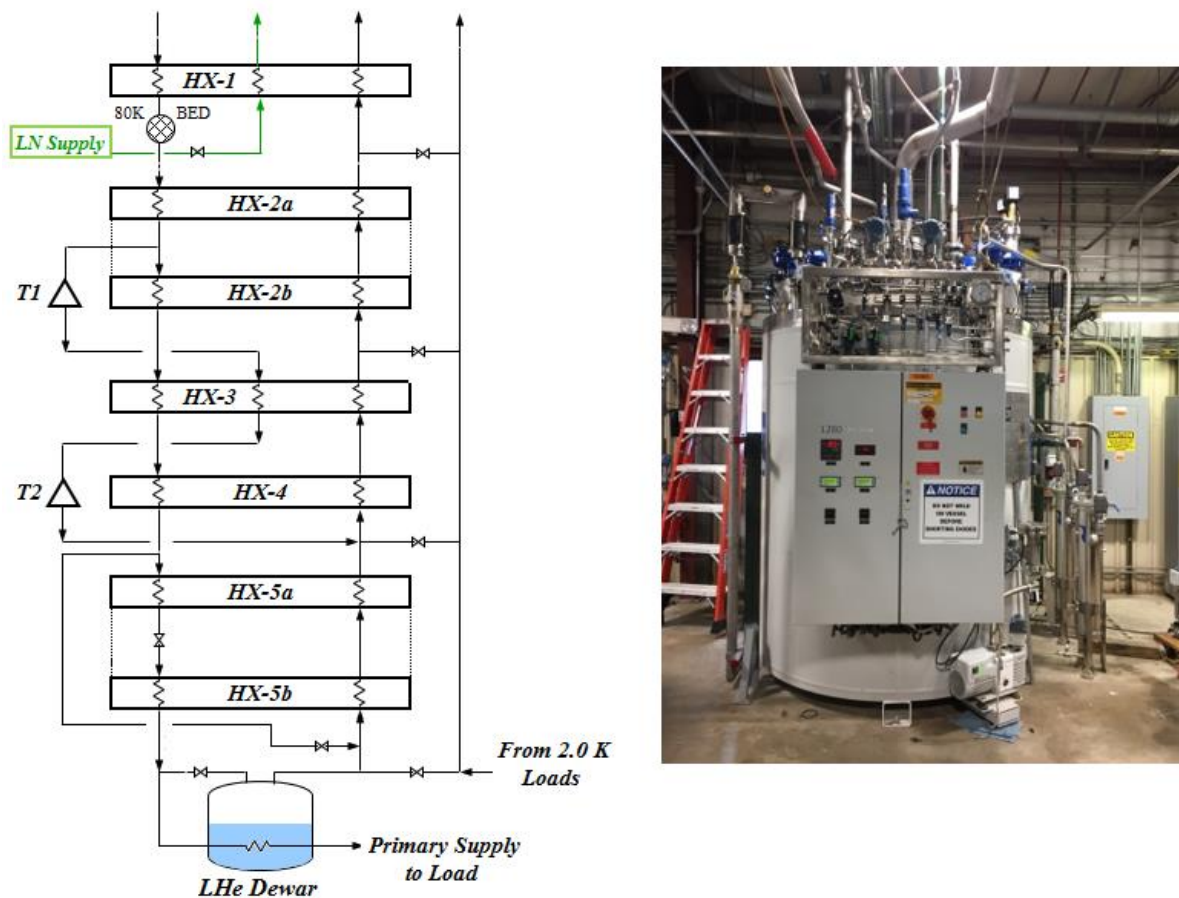 HX-1
80K BED
LN Supply
HX-2a
T1
HX-2b
HX-3
T2
HX-4
HX-5a
HX-5b
From 2.0 K
Loads
Primary Supply
to Load
LHe Dewar
NOTICE
DO NOT WELD
ON VESSEL
BEFORE
SHORTING DIODES
CAUTION